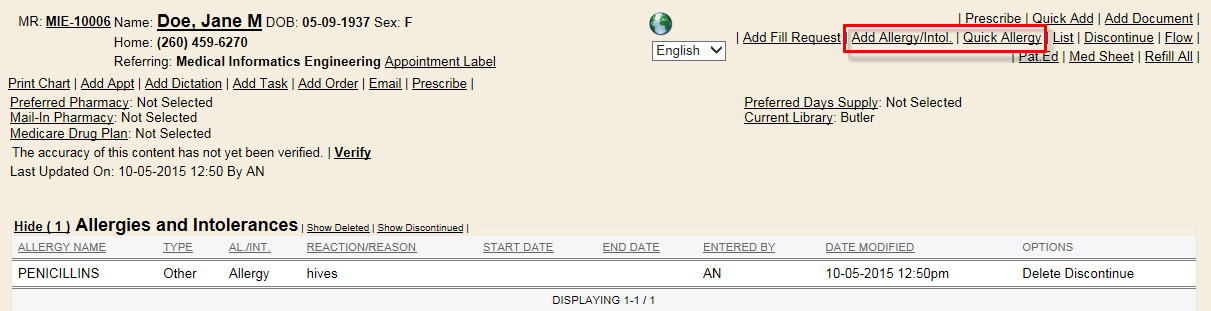 MR: MIE-10006 Name: Doe, Jane M DOB: 05-09-1937 Sex: F
Home: (260) 459-6270
Referring: Medical Informatics Engineering Appointment Label
English
| Prescribe | Quick Add | Add Document |
| Add Fill Request | Add Allergy/Intol. | Quick Allergy | List | Discontinue | Flow |
| Pat.Ed | Med Sheet | Refill All |
Print Chart | Add Appt | Add Dictation | Add Task | Add Order | Email | Prescribe |
Preferred Pharmacy: Not Selected
Mail-In Pharmacy: Not Selected
Medicare Drug Plan: Not Selected
Preferred Days Supply: Not Selected
Current Library: Butler
The accuracy of this content has not yet been verified. | Verify
Last Updated On: 10-05-2015 12:50 By AN
Hide ( 1 ) Allergies and Intolerances | Show Deleted | Show Discontinued |
ALLERGY NAME TYPE AL./INT. REACTION/REASON START DATE END DATE ENTERED BY DATE MODIFIED OPTIONS
PENICILLINS Other Allergy hives AN 10-05-2015 12:50pm Delete Discontinue
DISPLAYING 1-1 / 1